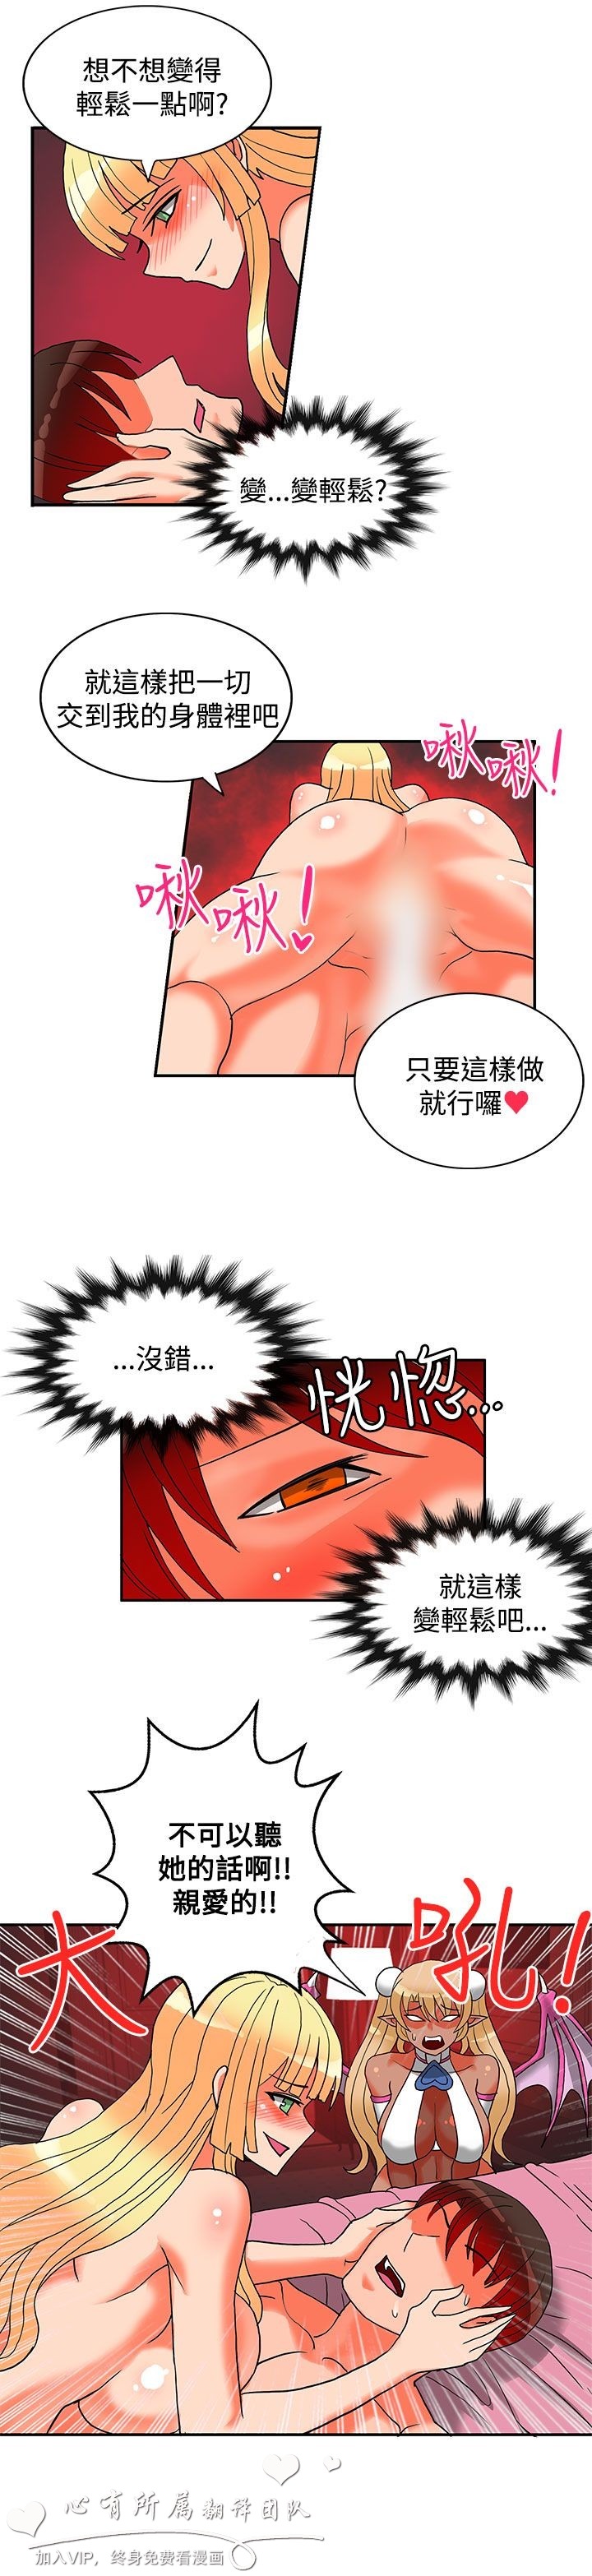 想不想變得
輕鬆一點啊?
變...變輕鬆?
就這樣把一切
交到我的身體裡吧
啾啾!
啾啾!
只要這樣做
就行囉♥
...沒錯...
恍惚...
就這樣
變輕鬆吧...
不可以聽
她的話啊!!
親愛的!!
大吼!
心有所属翻译团队
加入VIP，终身免费看漫画